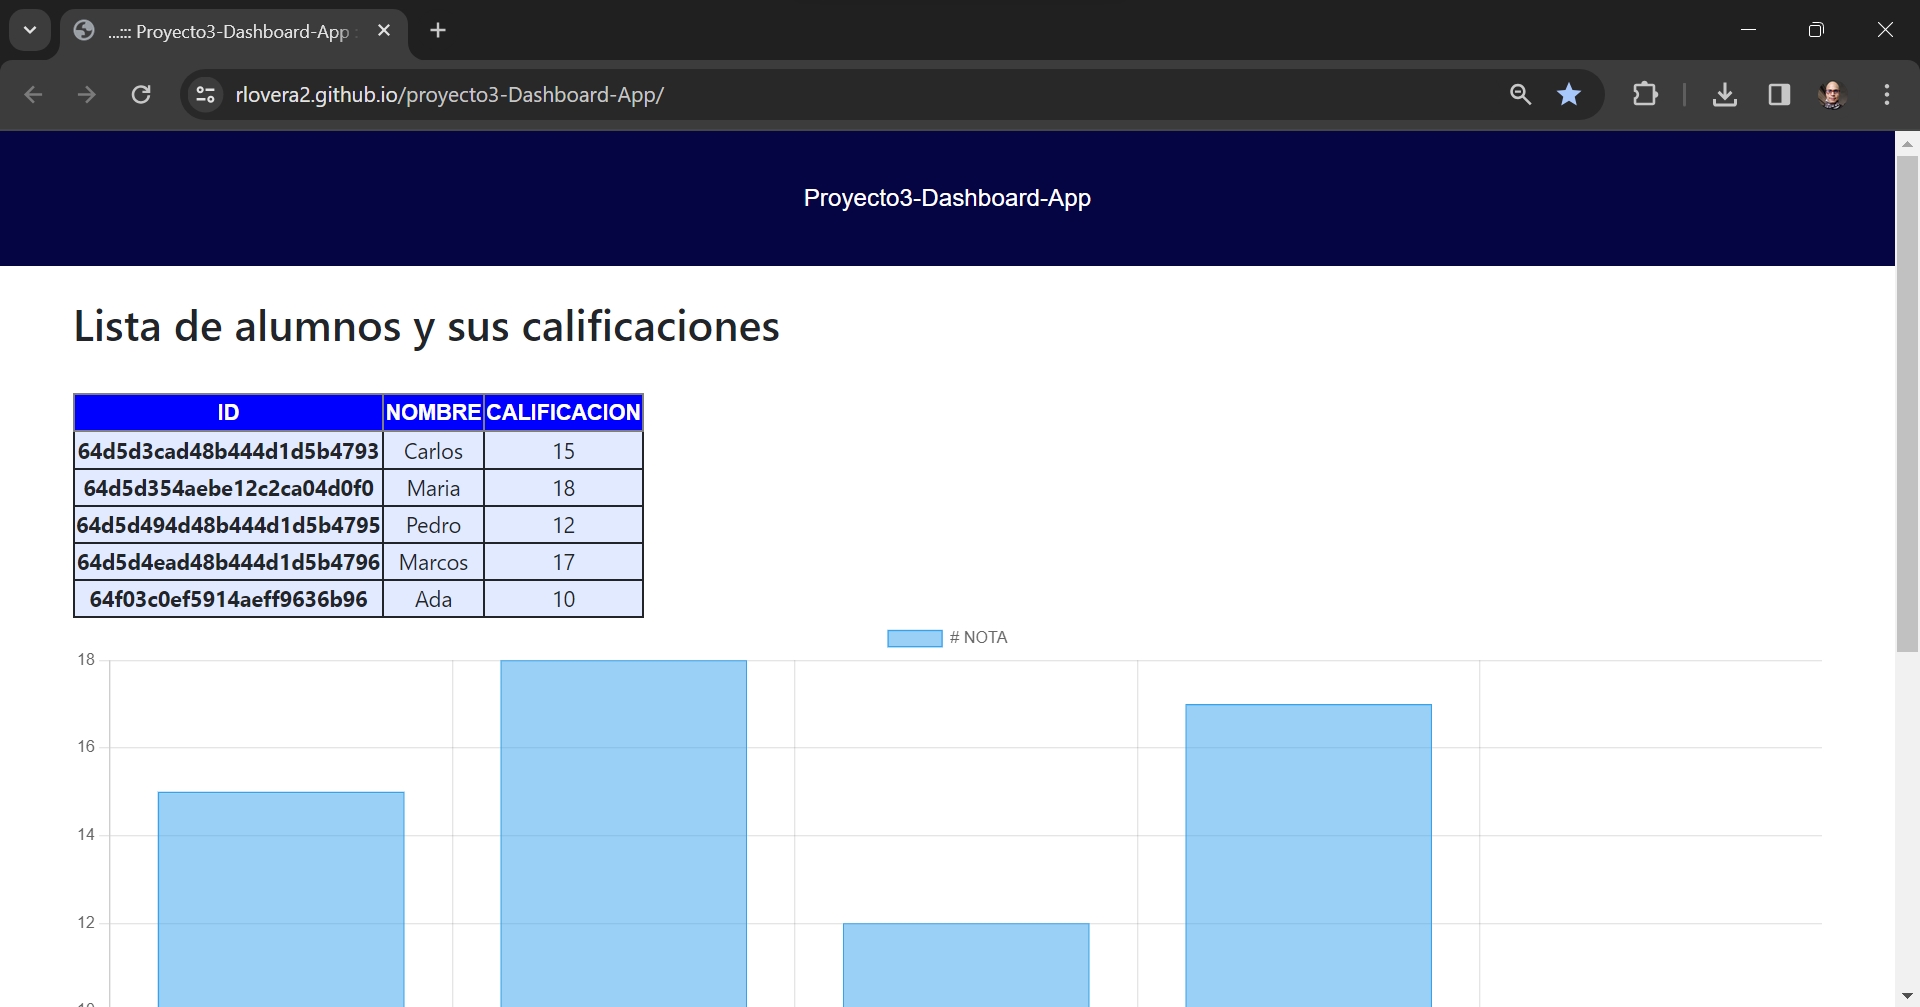 ...::: Proyecto3-Dashboard-App :
rlovera2.github.io/proyecto3-Dashboard-App/
Proyecto3-Dashboard-App
Lista de alumnos y sus calificaciones
ID NOMBRE CALIFICACION
64d5d3cad48b444d1d5b4793 Carlos 15
64d5d354aebe12c2ca04d0f0 Maria 18
64d5d494d48b444d1d5b4795 Pedro 12
64d5d4ead48b444d1d5b4796 Marcos 17
64f03c0ef5914aeff9636b96 Ada 10
# NOTA
18
16
14
12
10